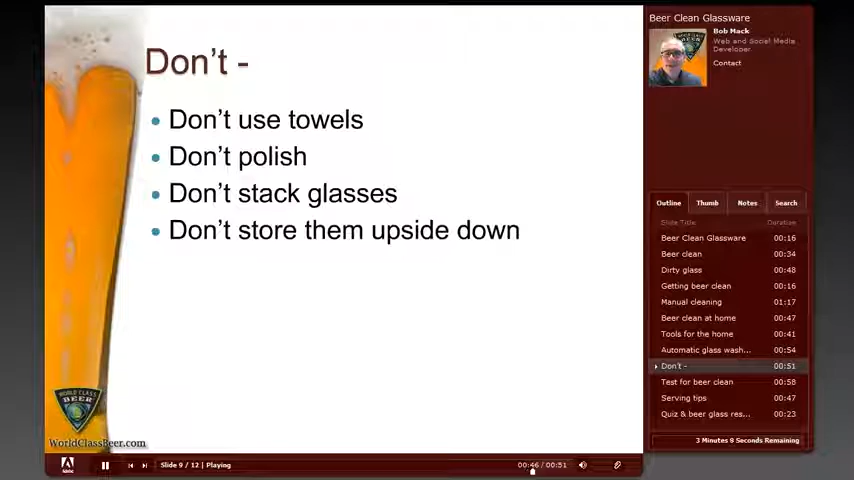 Beer Clean Glassware
Bob Mack
Web and Social Media
Developer
Contact
Don't -
• Don't use towels
• Don't polish
• Don't stack glasses
• Don't store them upside down
WORLD CLASS
BEER
WorldClassBeer.com
Outline Thumb Notes Search
Slide Title Duration
Beer Clean Glassware 00:16
Beer clean 00:34
Dirty glass 00:48
Getting beer clean 00:16
Manual cleaning 01:17
Beer clean at home 00:47
Tools for the home 00:41
Automatic glass wash... 00:54
Don't - 00:51
Test for beer clean 00:58
Serving tips 00:47
Quiz & beer glass res... 00:23
3 Minutes 8 Seconds Remaining
Adobe
Slide 9 / 12 | Playing
00:46 / 00:51